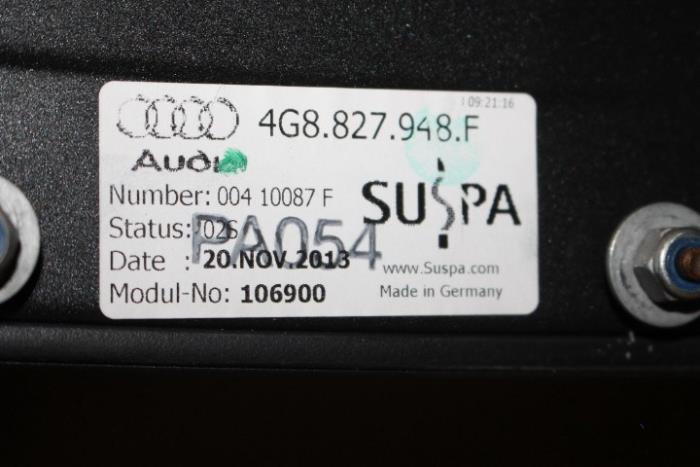 09:21:16
4G8.827.948.F
Audi
Number: 004 10087 F
SUSPA
Status: 02S
PA054
Date : 20.NOV.2013
www.Suspa.com
Modul-No: 106900
Made in Germany